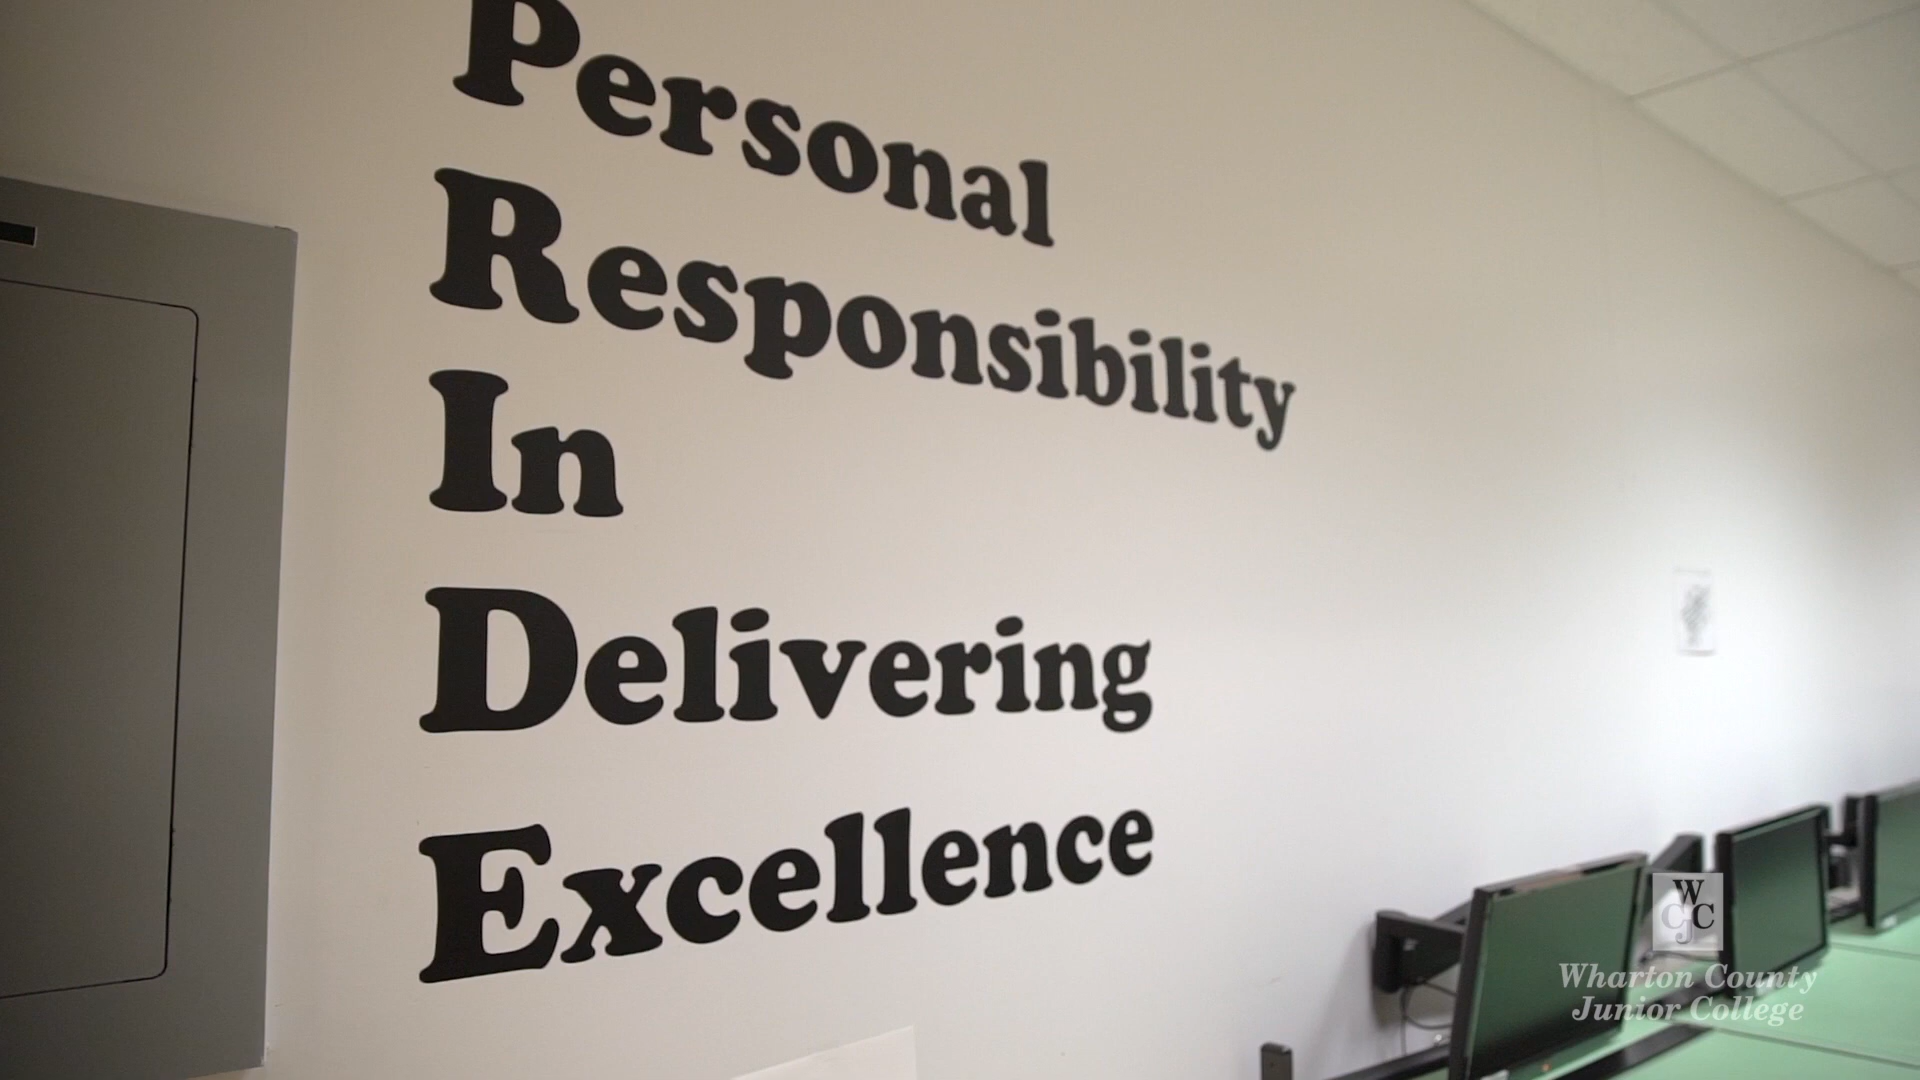 Personal
Responsibility
In
Delivering
Excellence
WCJC
Wharton County
Junior College